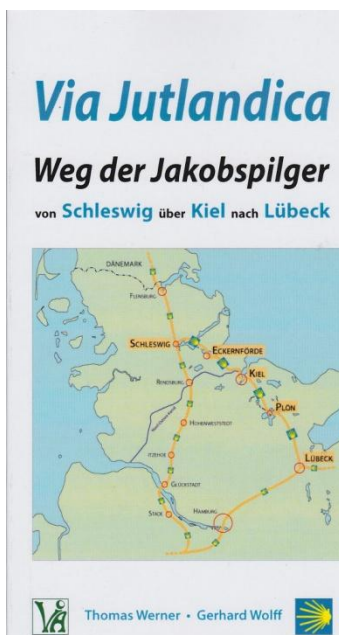 Via Jutlandica
Weg der Jakobspilger
von Schleswig über Kiel nach Lübeck
DÄNEMARK
FLENSBURG
SCHLESWIG
ECKERNFÖRDE
KIEL
RENDSBURG
PLÖN
HOHENWESTSTEDT
ITZEHOE
LÜBECK
GLÜCKSTADT
STADE
HAMBURG
Thomas Werner • Gerhard Wolff